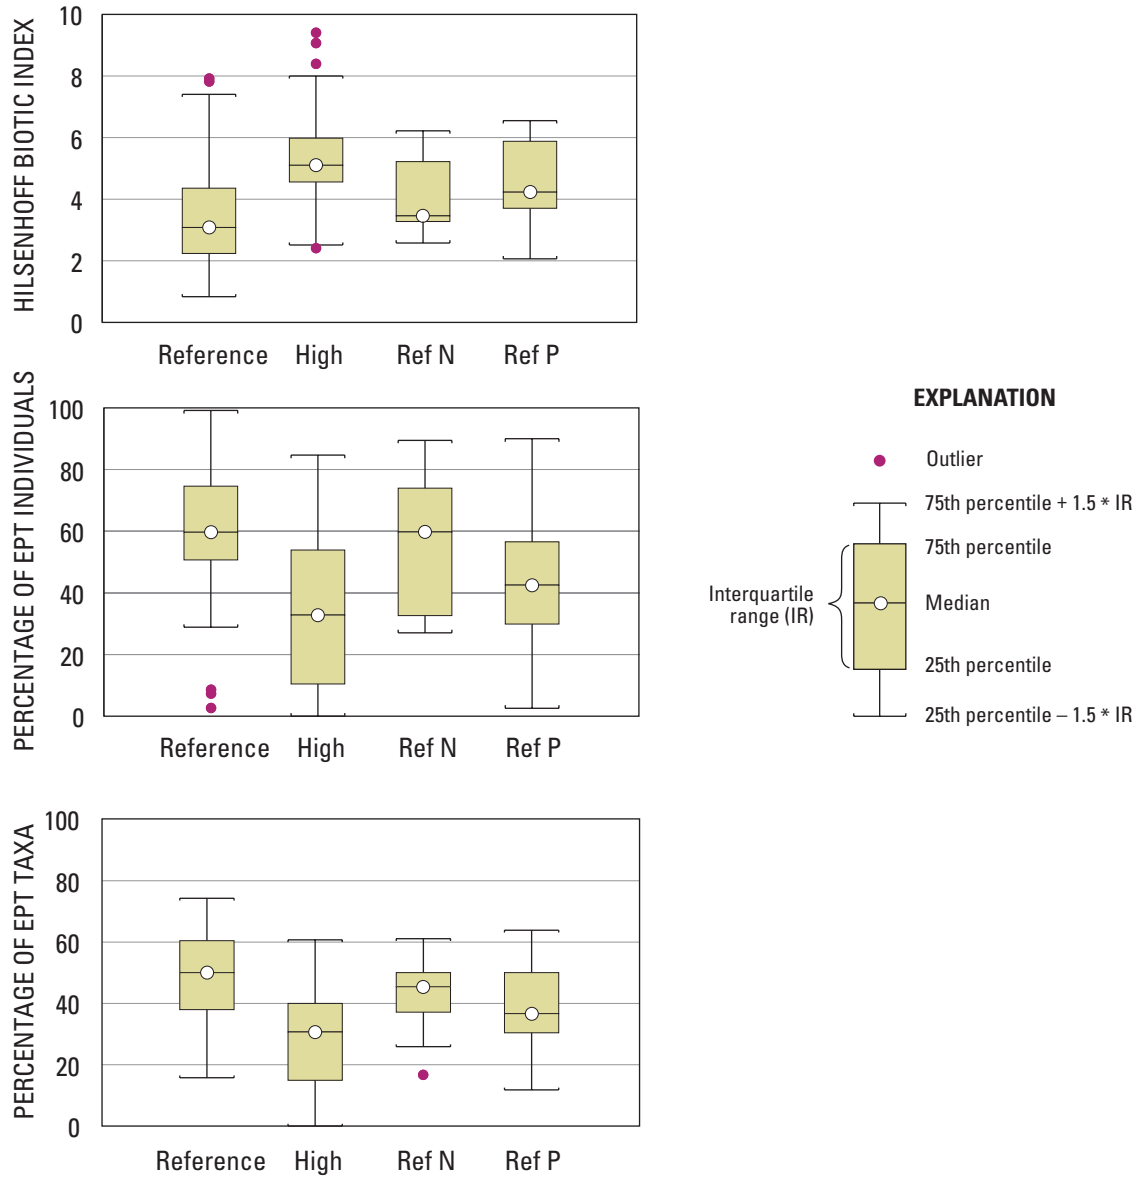 HILSENHOFF BIOTIC INDEX
10
8
6
4
2
0
Reference High Ref N Ref P
PERCENTAGE OF EPT INDIVIDUALS
100
80
60
40
20
0
Reference High Ref N Ref P
PERCENTAGE OF EPT TAXA
100
80
60
40
20
0
Reference High Ref N Ref P
EXPLANATION
Outlier
75th percentile + 1.5 * IR
75th percentile
Interquartile
range (IR)
Median
25th percentile
25th percentile – 1.5 * IR